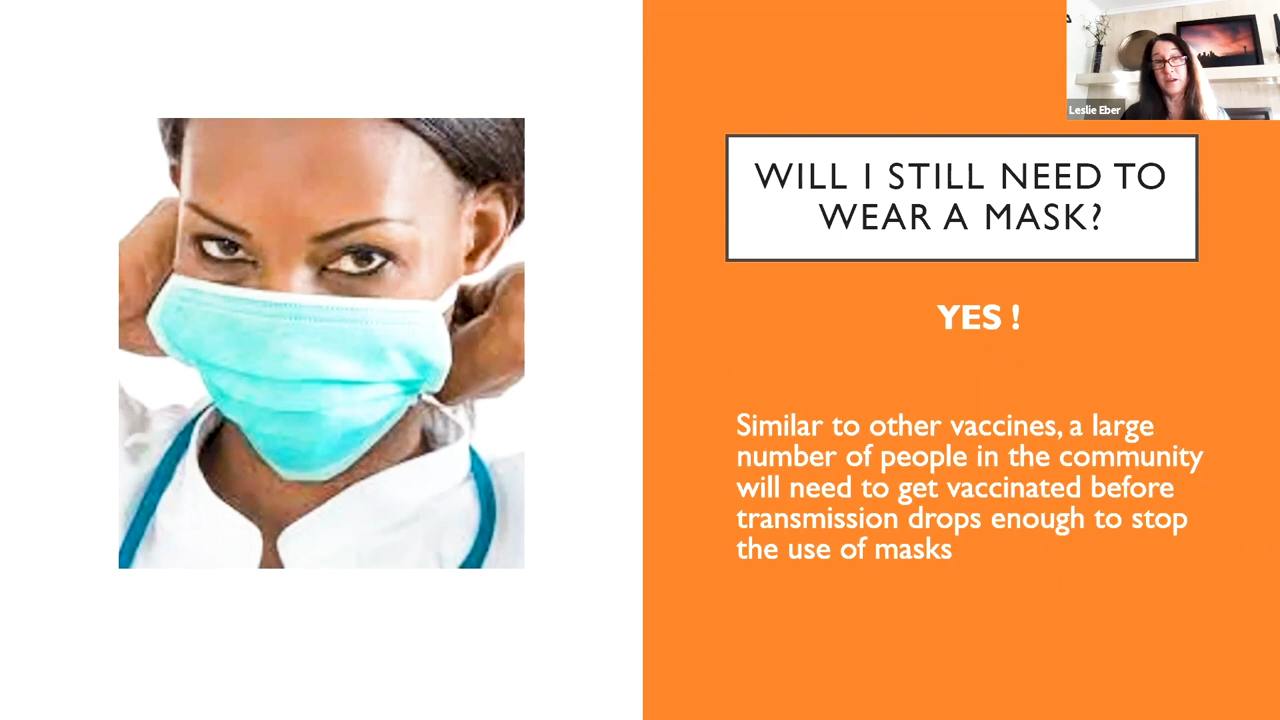 Leslie Eber
WILL I STILL NEED TO
WEAR A MASK?
YES !
Similar to other vaccines, a large
number of people in the community
will need to get vaccinated before
transmission drops enough to stop
the use of masks